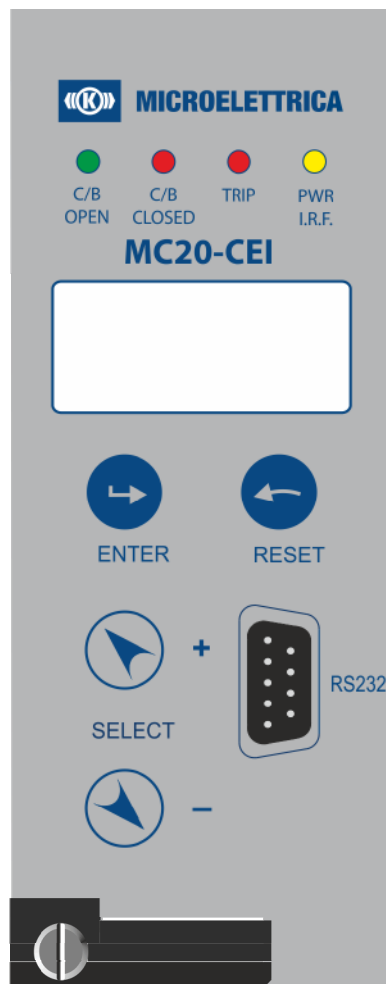 K MICROELETTRICA
C/B OPEN
C/B CLOSED
TRIP
PWR I.R.F.
MC20-CEI
ENTER
RESET
+
RS232
SELECT
−